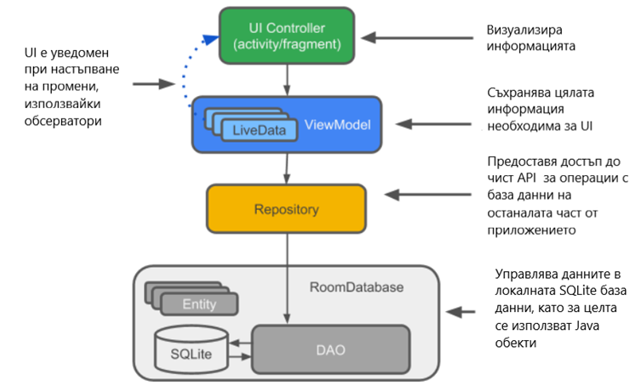 UI Controller
(activity/fragment)
Визуализира
информацията
UI е уведомен
при настъпване
на промени,
използвайки
обсерватори
LiveData
ViewModel
Съхранява цялата
информация
необходима за UI
Repository
Предоставя достъп до
чист API за операции с
база данни на
останалата част от
приложението
RoomDatabase
Entity
SQLite
DAO
Управлява данните в
локалната SQLite база
данни, като за целта
се използват Java
обекти